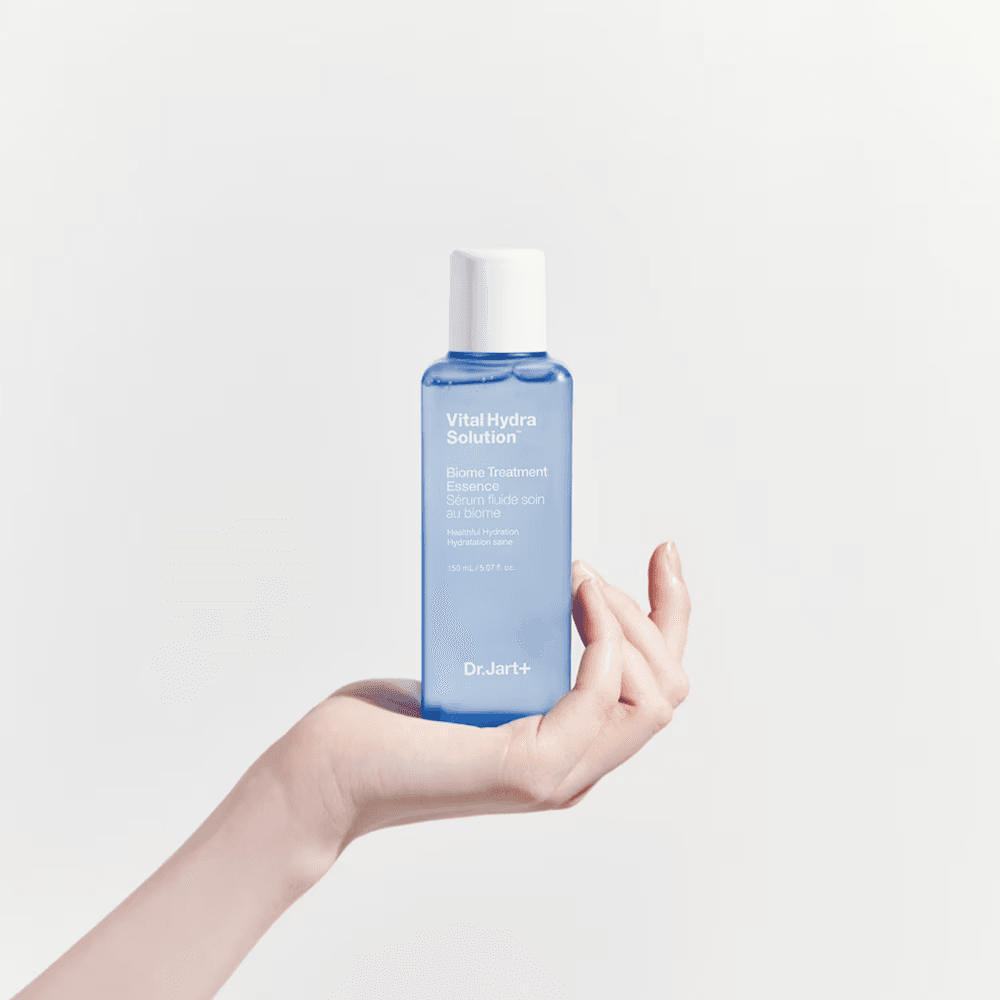 Vital Hydra
Solution™
Biome Treatment
Essence
Sérum fluide soin
au biome
Healthful Hydration
Hydratation saine
150 mL / 5.07 fl. oz.
Dr.Jart+